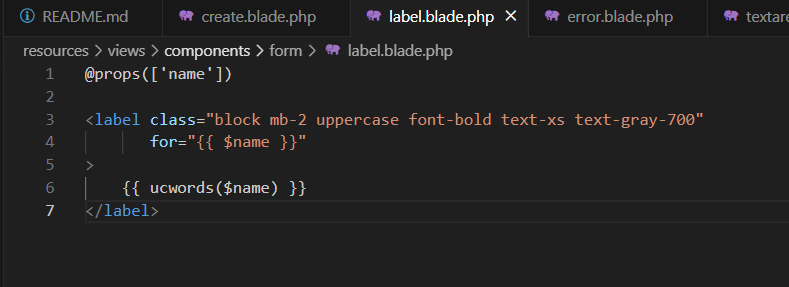 README.md create.blade.php label.blade.php error.blade.php
resources > views > components > form > label.blade.php
1 @props(['name'])
2
3 <label class="block mb-2 uppercase font-bold text-xs text-gray-700"
4 for="{{ $name }}"
5 >
6 {{ ucwords($name) }}
7 </label>